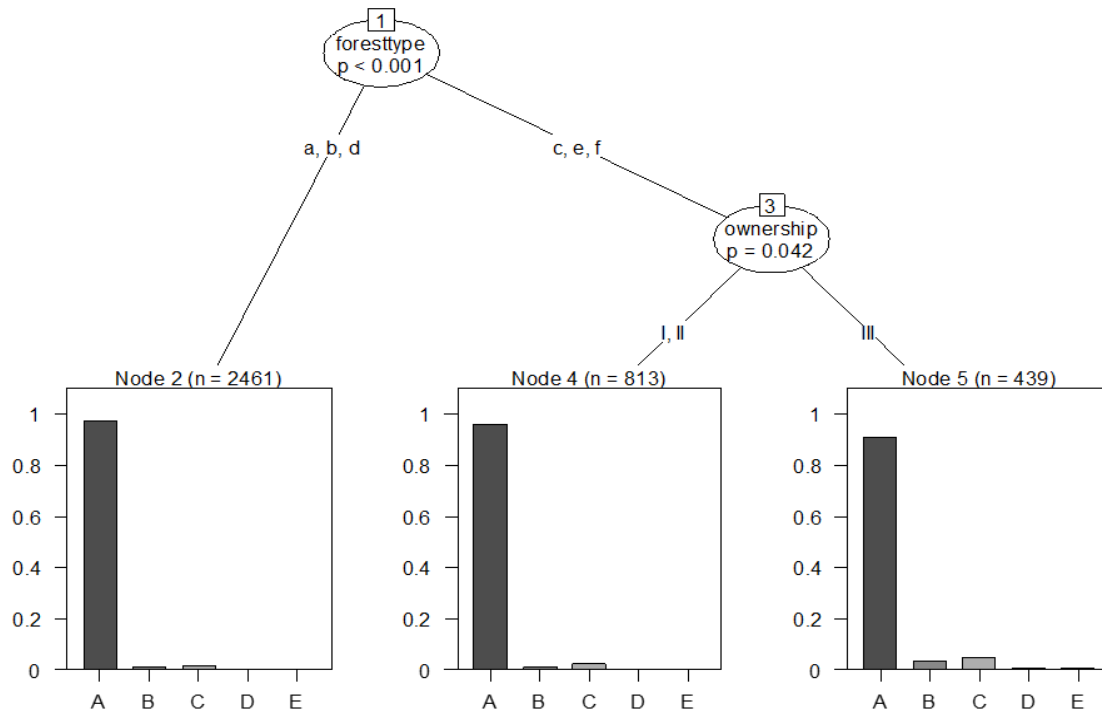 1
foresttype
p < 0.001
a, b, d
c, e, f
3
ownership
p = 0.042
I, II
III
Node 2 (n = 2461)
1
0.8
0.6
0.4
0.2
0
A B C D E
Node 4 (n = 813)
1
0.8
0.6
0.4
0.2
0
A B C D E
Node 5 (n = 439)
1
0.8
0.6
0.4
0.2
0
A B C D E